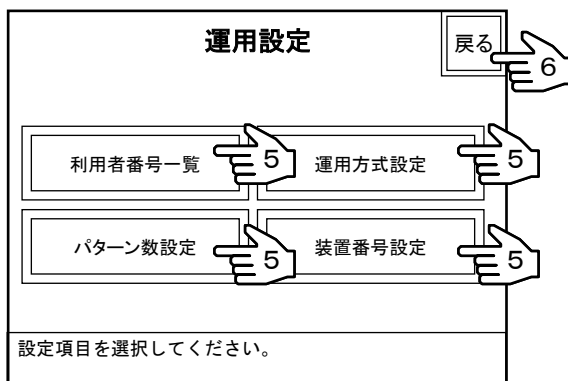 運用設定
戻る
6
利用者番号一覧
5
運用方式設定
5
パターン数設定
5
装置番号設定
5
設定項目を選択してください。